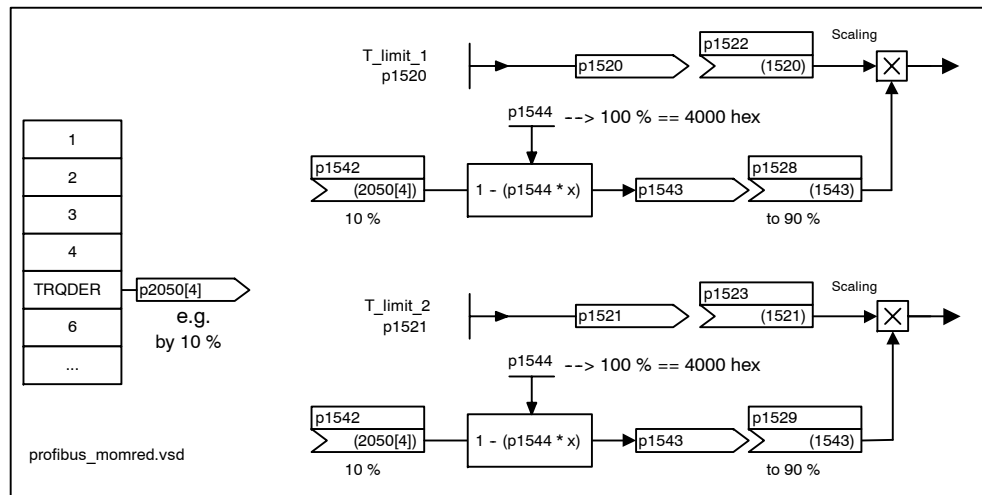 T_limit_1
p1520
p1520
p1522
(1520)
Scaling
p1544
--> 100 % == 4000 hex
p1542
(2050[4])
10 %
1 - (p1544 * x)
p1543
p1528
(1543)
to 90 %
1
2
3
4
TRQDER
6
...
p2050[4]
e.g.
by 10 %
T_limit_2
p1521
p1521
p1523
(1521)
Scaling
p1544
--> 100 % == 4000 hex
p1542
(2050[4])
10 %
1 - (p1544 * x)
p1543
p1529
(1543)
to 90 %
profibus_momred.vsd